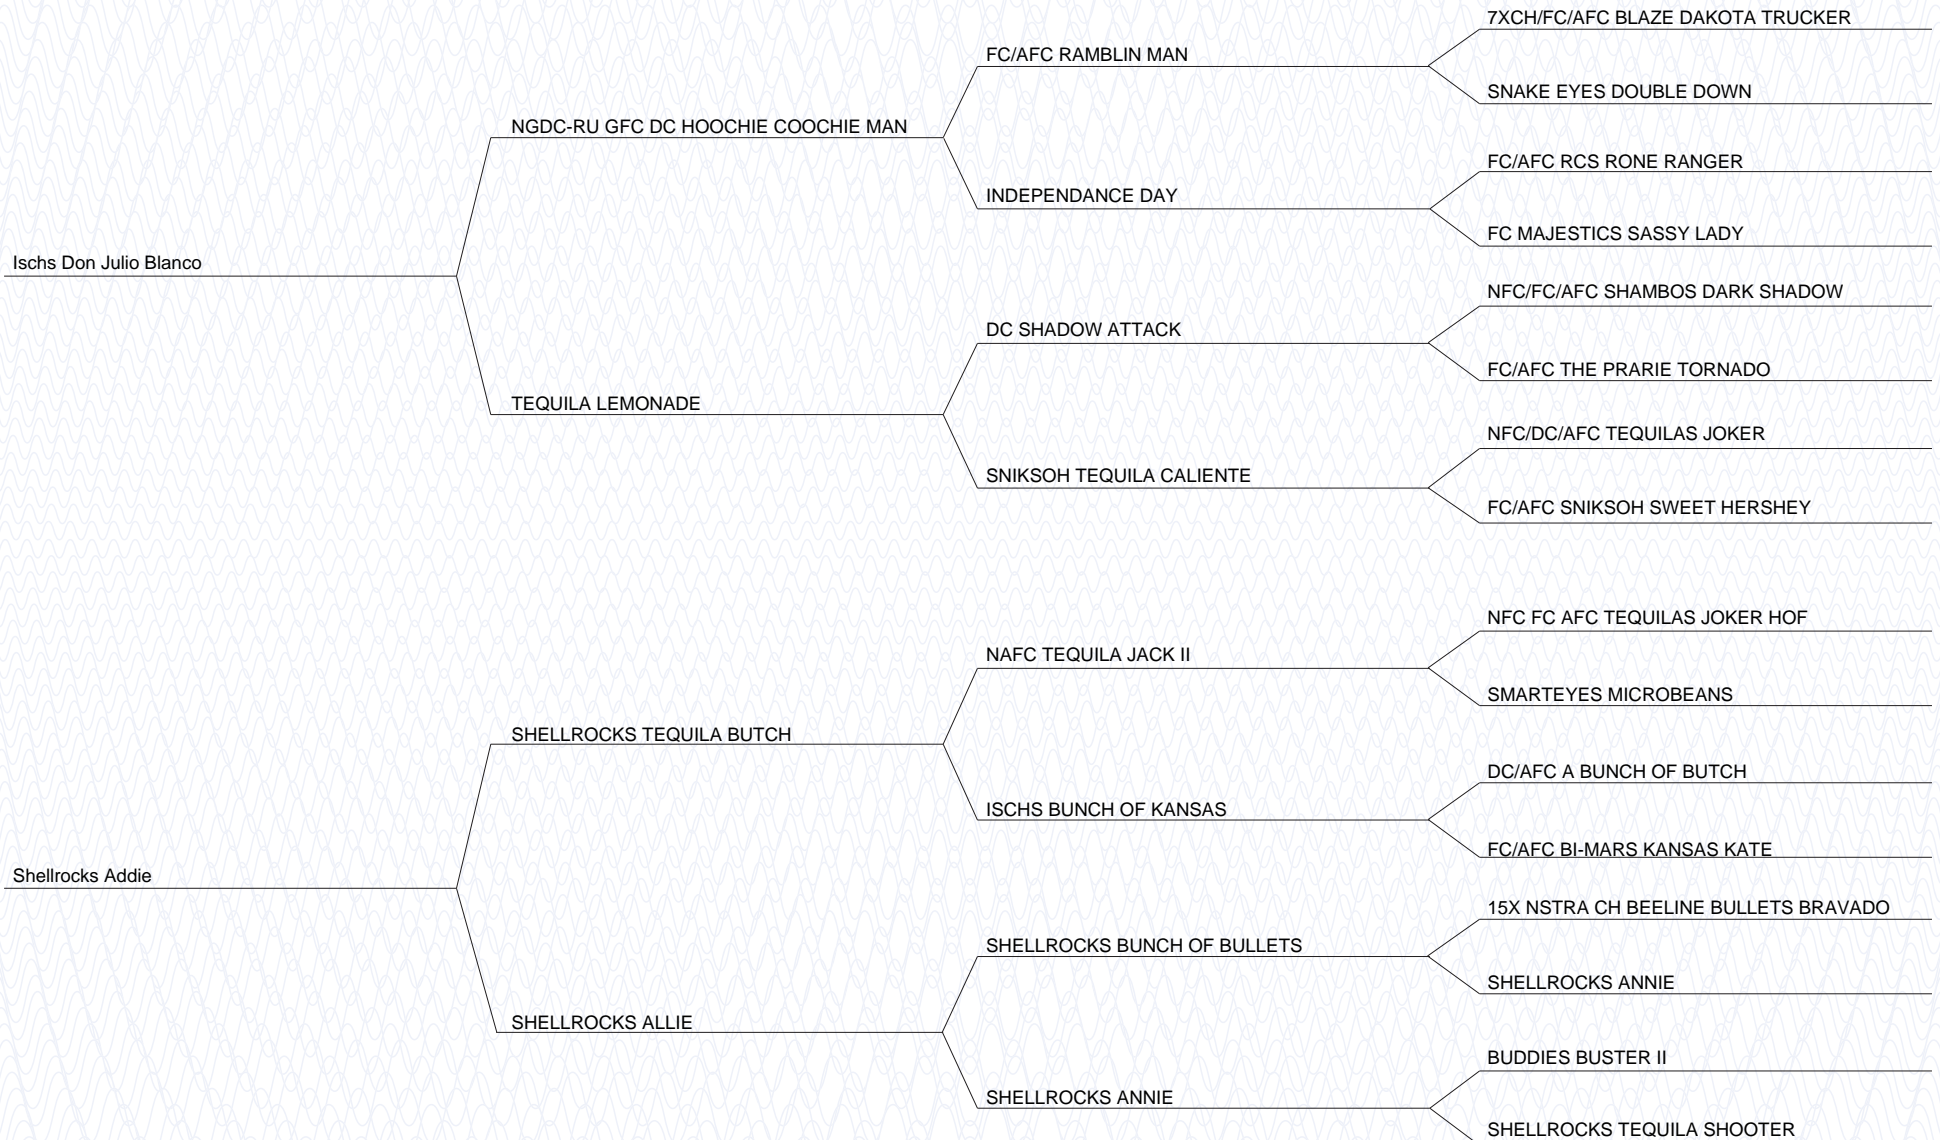 7XCH/FC/AFC BLAZE DAKOTA TRUCKER
FC/AFC RAMBLIN MAN
SNAKE EYES DOUBLE DOWN
NGDC-RU GFC DC HOOCHIE COOCHIE MAN
FC/AFC RCS RONE RANGER
INDEPENDANCE DAY
FC MAJESTICS SASSY LADY
Ischs Don Julio Blanco
NFC/FC/AFC SHAMBOS DARK SHADOW
DC SHADOW ATTACK
FC/AFC THE PRARIE TORNADO
TEQUILA LEMONADE
NFC/DC/AFC TEQUILAS JOKER
SNIKSOH TEQUILA CALIENTE
FC/AFC SNIKSOH SWEET HERSHEY
NFC FC AFC TEQUILAS JOKER HOF
NAFC TEQUILA JACK II
SMARTEYES MICROBEANS
SHELLROCKS TEQUILA BUTCH
DC/AFC A BUNCH OF BUTCH
ISCHS BUNCH OF KANSAS
FC/AFC BI-MARS KANSAS KATE
Shellrocks Addie
15X NSTRA CH BEELINE BULLETS BRAVADO
SHELLROCKS BUNCH OF BULLETS
SHELLROCKS ANNIE
SHELLROCKS ALLIE
BUDDIES BUSTER II
SHELLROCKS ANNIE
SHELLROCKS TEQUILA SHOOTER